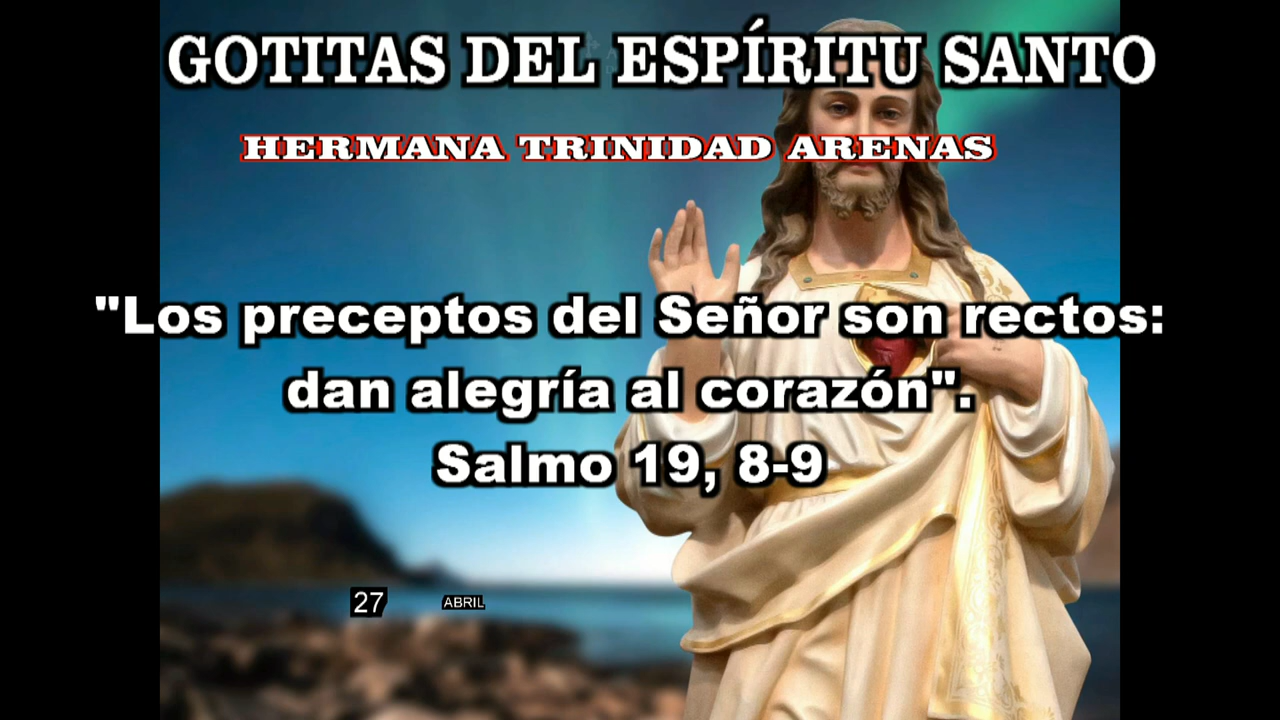 GOTITAS DEL ESPÍRITU SANTO
HERMANA TRINIDAD ARENAS
"Los preceptos del Señor son rectos:
dan alegría al corazón".
Salmo 19, 8-9
27 ABRIL